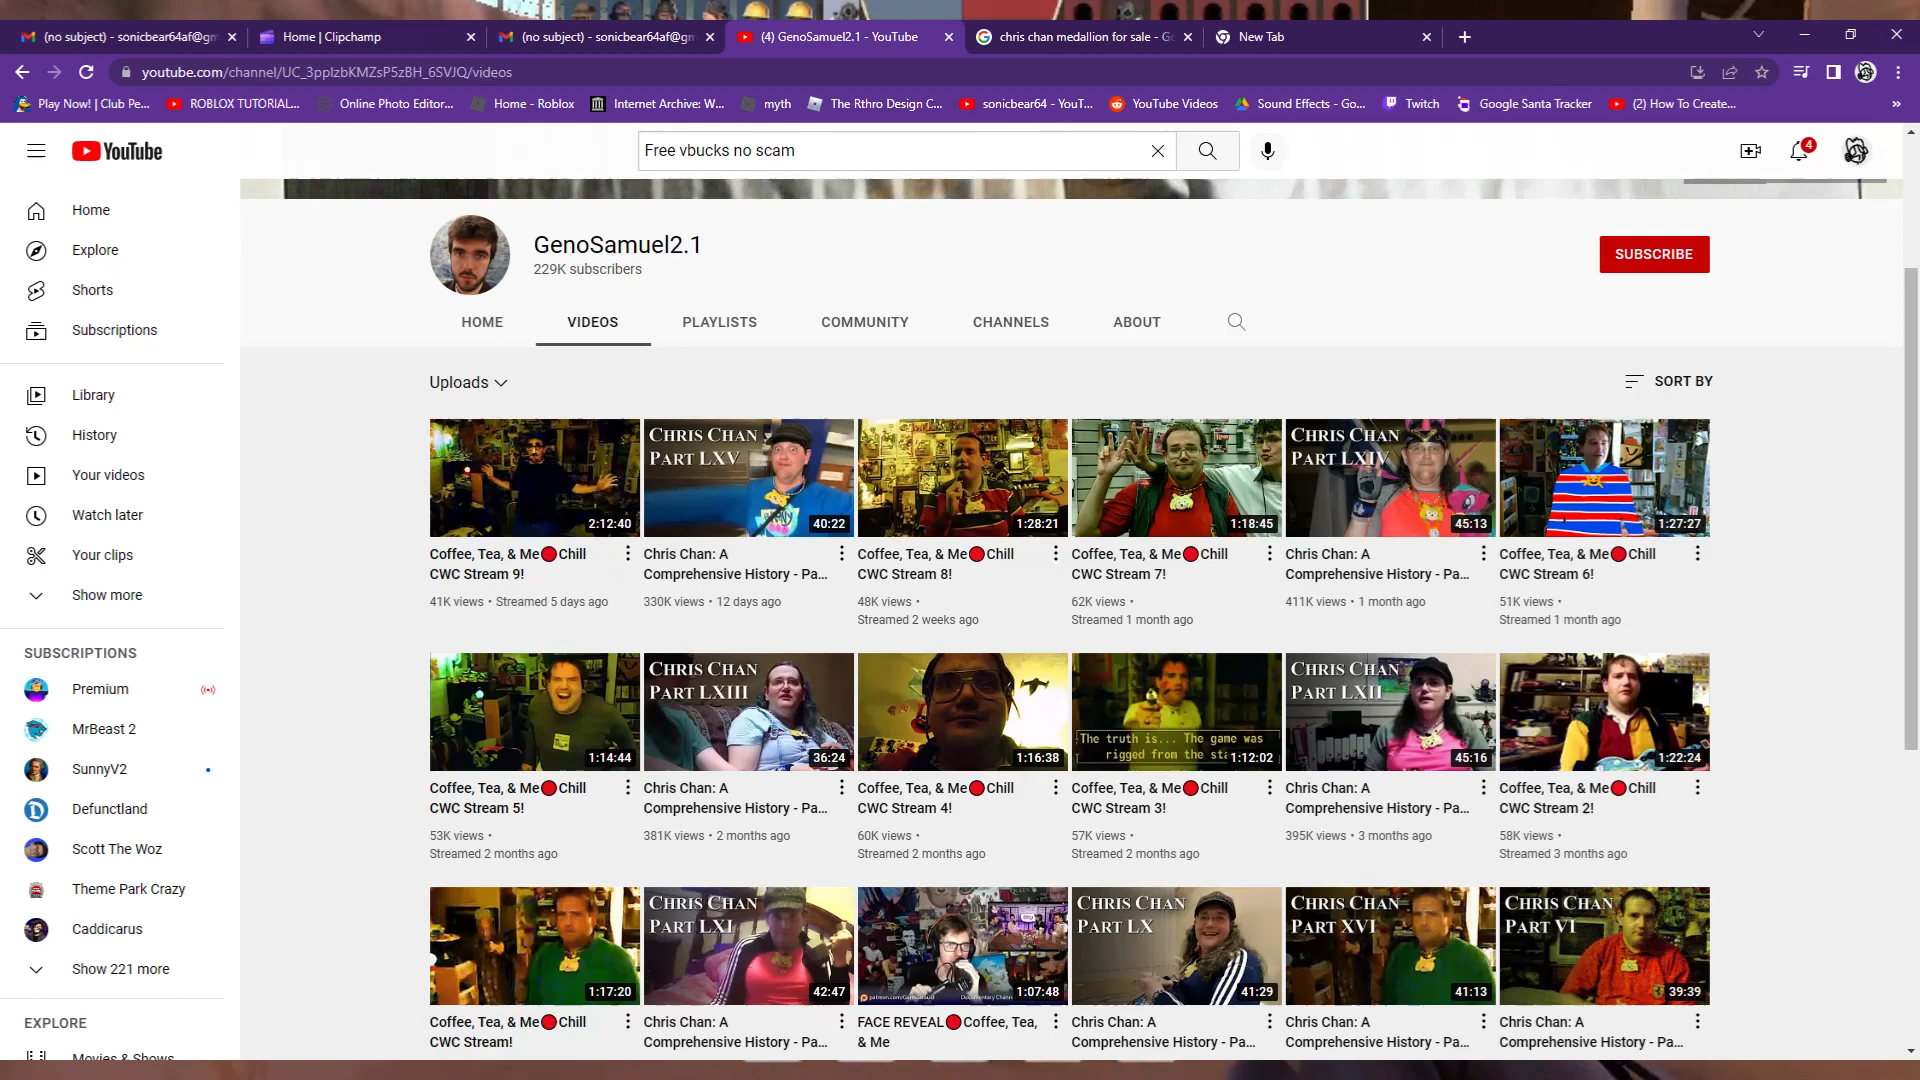 (no subject) - sonicbear64af@gm
Home | Clipchamp
(no subject) - sonicbear64af@gm
(4) GenoSamuel2.1 - YouTube
chris chan medallion for sale - Go
New Tab
youtube.com/channel/UC_3ppIzbKMZsP5zBH_6SVJQ/videos
Play Now! | Club Pe...
ROBLOX TUTORIAL...
Online Photo Editor...
Home - Roblox
Internet Archive: W...
myth
The Rthro Design C...
sonicbear64 - YouT...
YouTube Videos
Sound Effects - Go...
Twitch
Google Santa Tracker
(2) How To Create...
YouTube
Free vbucks no scam
4
Home
Explore
Shorts
Subscriptions
Library
History
Your videos
Watch later
Your clips
Show more
SUBSCRIPTIONS
Premium
MrBeast 2
SunnyV2
Defunctland
Scott The Woz
Theme Park Crazy
Caddicarus
Show 221 more
EXPLORE
Movies & Shows
GenoSamuel2.1
229K subscribers
SUBSCRIBE
HOME
VIDEOS
PLAYLISTS
COMMUNITY
CHANNELS
ABOUT
Uploads
SORT BY
2:12:40
Coffee, Tea, & Me🔴Chill
CWC Stream 9!
41K views • Streamed 5 days ago
CHRIS CHAN
PART LXV
40:22
Chris Chan: A
Comprehensive History - Pa...
330K views • 12 days ago
1:28:21
Coffee, Tea, & Me🔴Chill
CWC Stream 8!
48K views •
Streamed 2 weeks ago
1:18:45
Coffee, Tea, & Me🔴Chill
CWC Stream 7!
62K views •
Streamed 1 month ago
CHRIS CHAN
PART LXIV
45:13
Chris Chan: A
Comprehensive History - Pa...
411K views • 1 month ago
1:27:27
Coffee, Tea, & Me🔴Chill
CWC Stream 6!
51K views •
Streamed 1 month ago
1:14:44
Coffee, Tea, & Me🔴Chill
CWC Stream 5!
53K views •
Streamed 2 months ago
CHRIS CHAN
PART LXIII
36:24
Chris Chan: A
Comprehensive History - Pa...
381K views • 2 months ago
1:16:38
Coffee, Tea, & Me🔴Chill
CWC Stream 4!
60K views •
Streamed 2 months ago
The truth is... The game was
rigged from the sta
1:12:02
Coffee, Tea, & Me🔴Chill
CWC Stream 3!
57K views •
Streamed 2 months ago
CHRIS CHAN
PART LXII
45:16
Chris Chan: A
Comprehensive History - Pa...
395K views • 3 months ago
1:22:24
Coffee, Tea, & Me🔴Chill
CWC Stream 2!
58K views •
Streamed 3 months ago
1:17:20
Coffee, Tea, & Me🔴Chill
CWC Stream!
CHRIS CHAN
PART LXI
42:47
Chris Chan: A
Comprehensive History - Pa...
patreon.com/GenoSamuel
Documentary Chann
1:07:48
FACE REVEAL🔴Coffee, Tea,
& Me
CHRIS CHAN
PART LX
41:29
Chris Chan: A
Comprehensive History - Pa...
CHRIS CHAN
PART XVI
41:13
Chris Chan: A
Comprehensive History - Pa...
CHRIS CHAN
PART VI
39:39
Chris Chan: A
Comprehensive History - Pa...